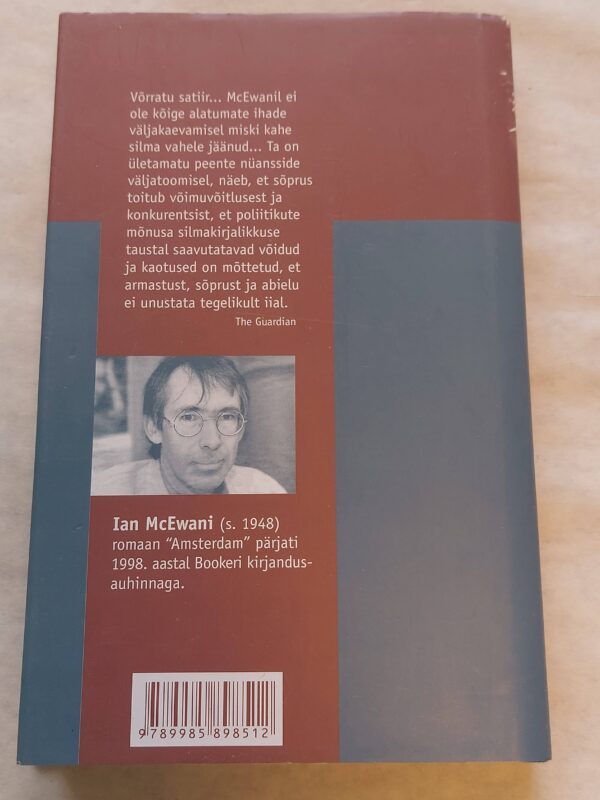 Võrratu satiir... McEwanil ei
ole kõige alatumate ihade
väljakaevamisel miski kahe
silma vahele jäänud... Ta on
ületamatu peente nüansside
väljatoomisel, näeb, et sõprus
toitub võimuvõitlusest ja
konkurentsist, et poliitikute
mõnusa silmakirjalikkuse
taustal saavutatavad võidud
ja kaotused on mõttetud, et
armastust, sõprust ja abielu
ei unustata tegelikult iial.
The Guardian
Ian McEwani (s. 1948)
romaan "Amsterdam" pärjati
1998. aastal Bookeri kirjandus-
auhinnaga.
9789985898512